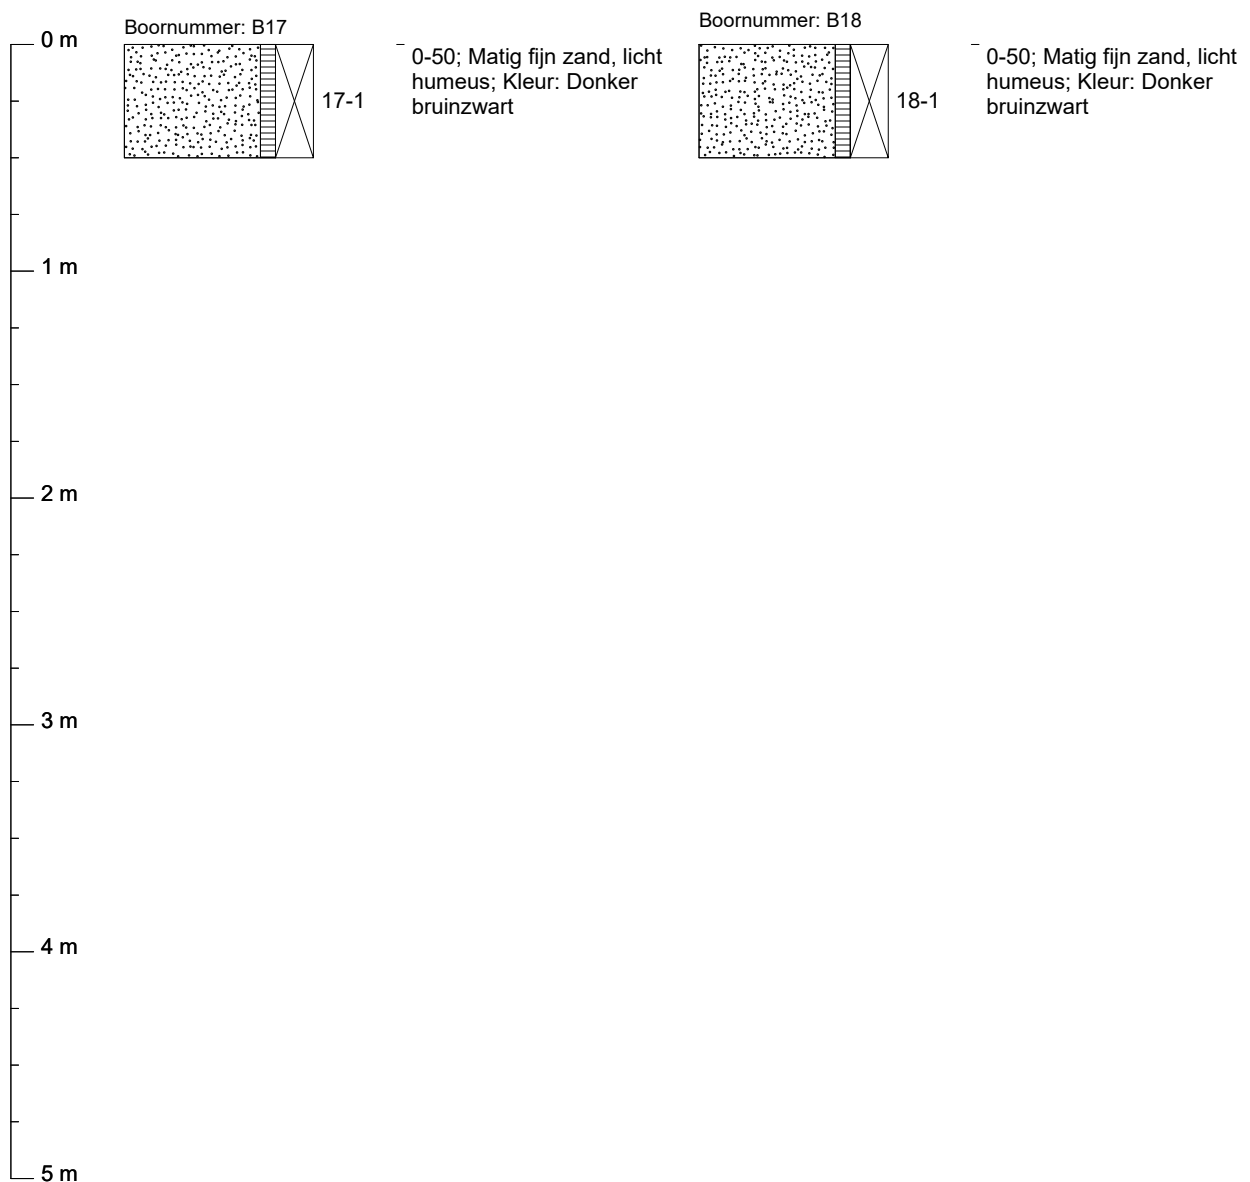 Boornummer: B17
Boornummer: B18
0 m
0-50; Matig fijn zand, licht
humeus; Kleur: Donker
bruinzwart
17-1
0-50; Matig fijn zand, licht
humeus; Kleur: Donker
bruinzwart
18-1
1 m
2 m
3 m
4 m
5 m